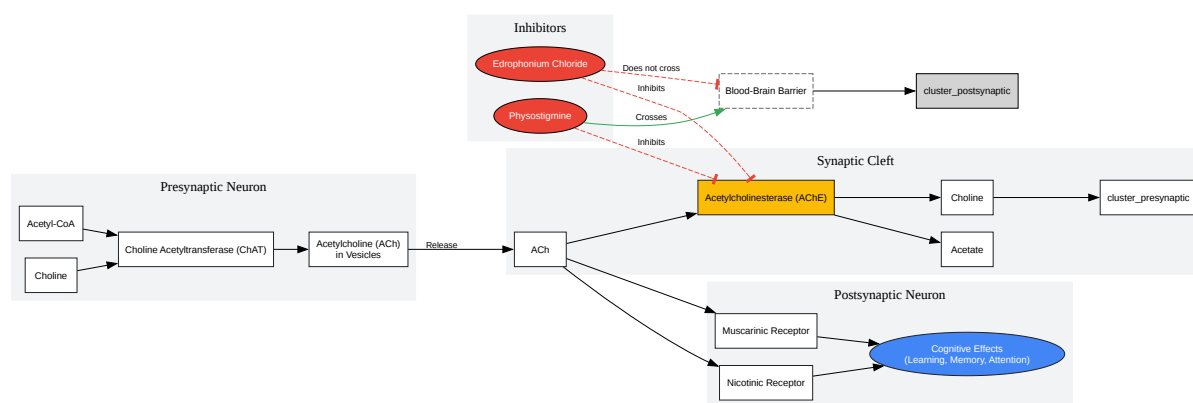 Inhibitors
Edrophonium Chloride
Does not cross
Blood-Brain Barrier
cluster_postsynaptic
Inhibits
Physostigmine
Crosses
Inhibits
Synaptic Cleft
Presynaptic Neuron
Acetylcholinesterase (AChE)
Choline
cluster_presynaptic
Acetyl-CoA
Choline Acetyltransferase (ChAT)
Acetylcholine (ACh)
in Vesicles
Release
ACh
Acetate
Choline
Postsynaptic Neuron
Muscarinic Receptor
Cognitive Effects
(Learning, Memory, Attention)
Nicotinic Receptor